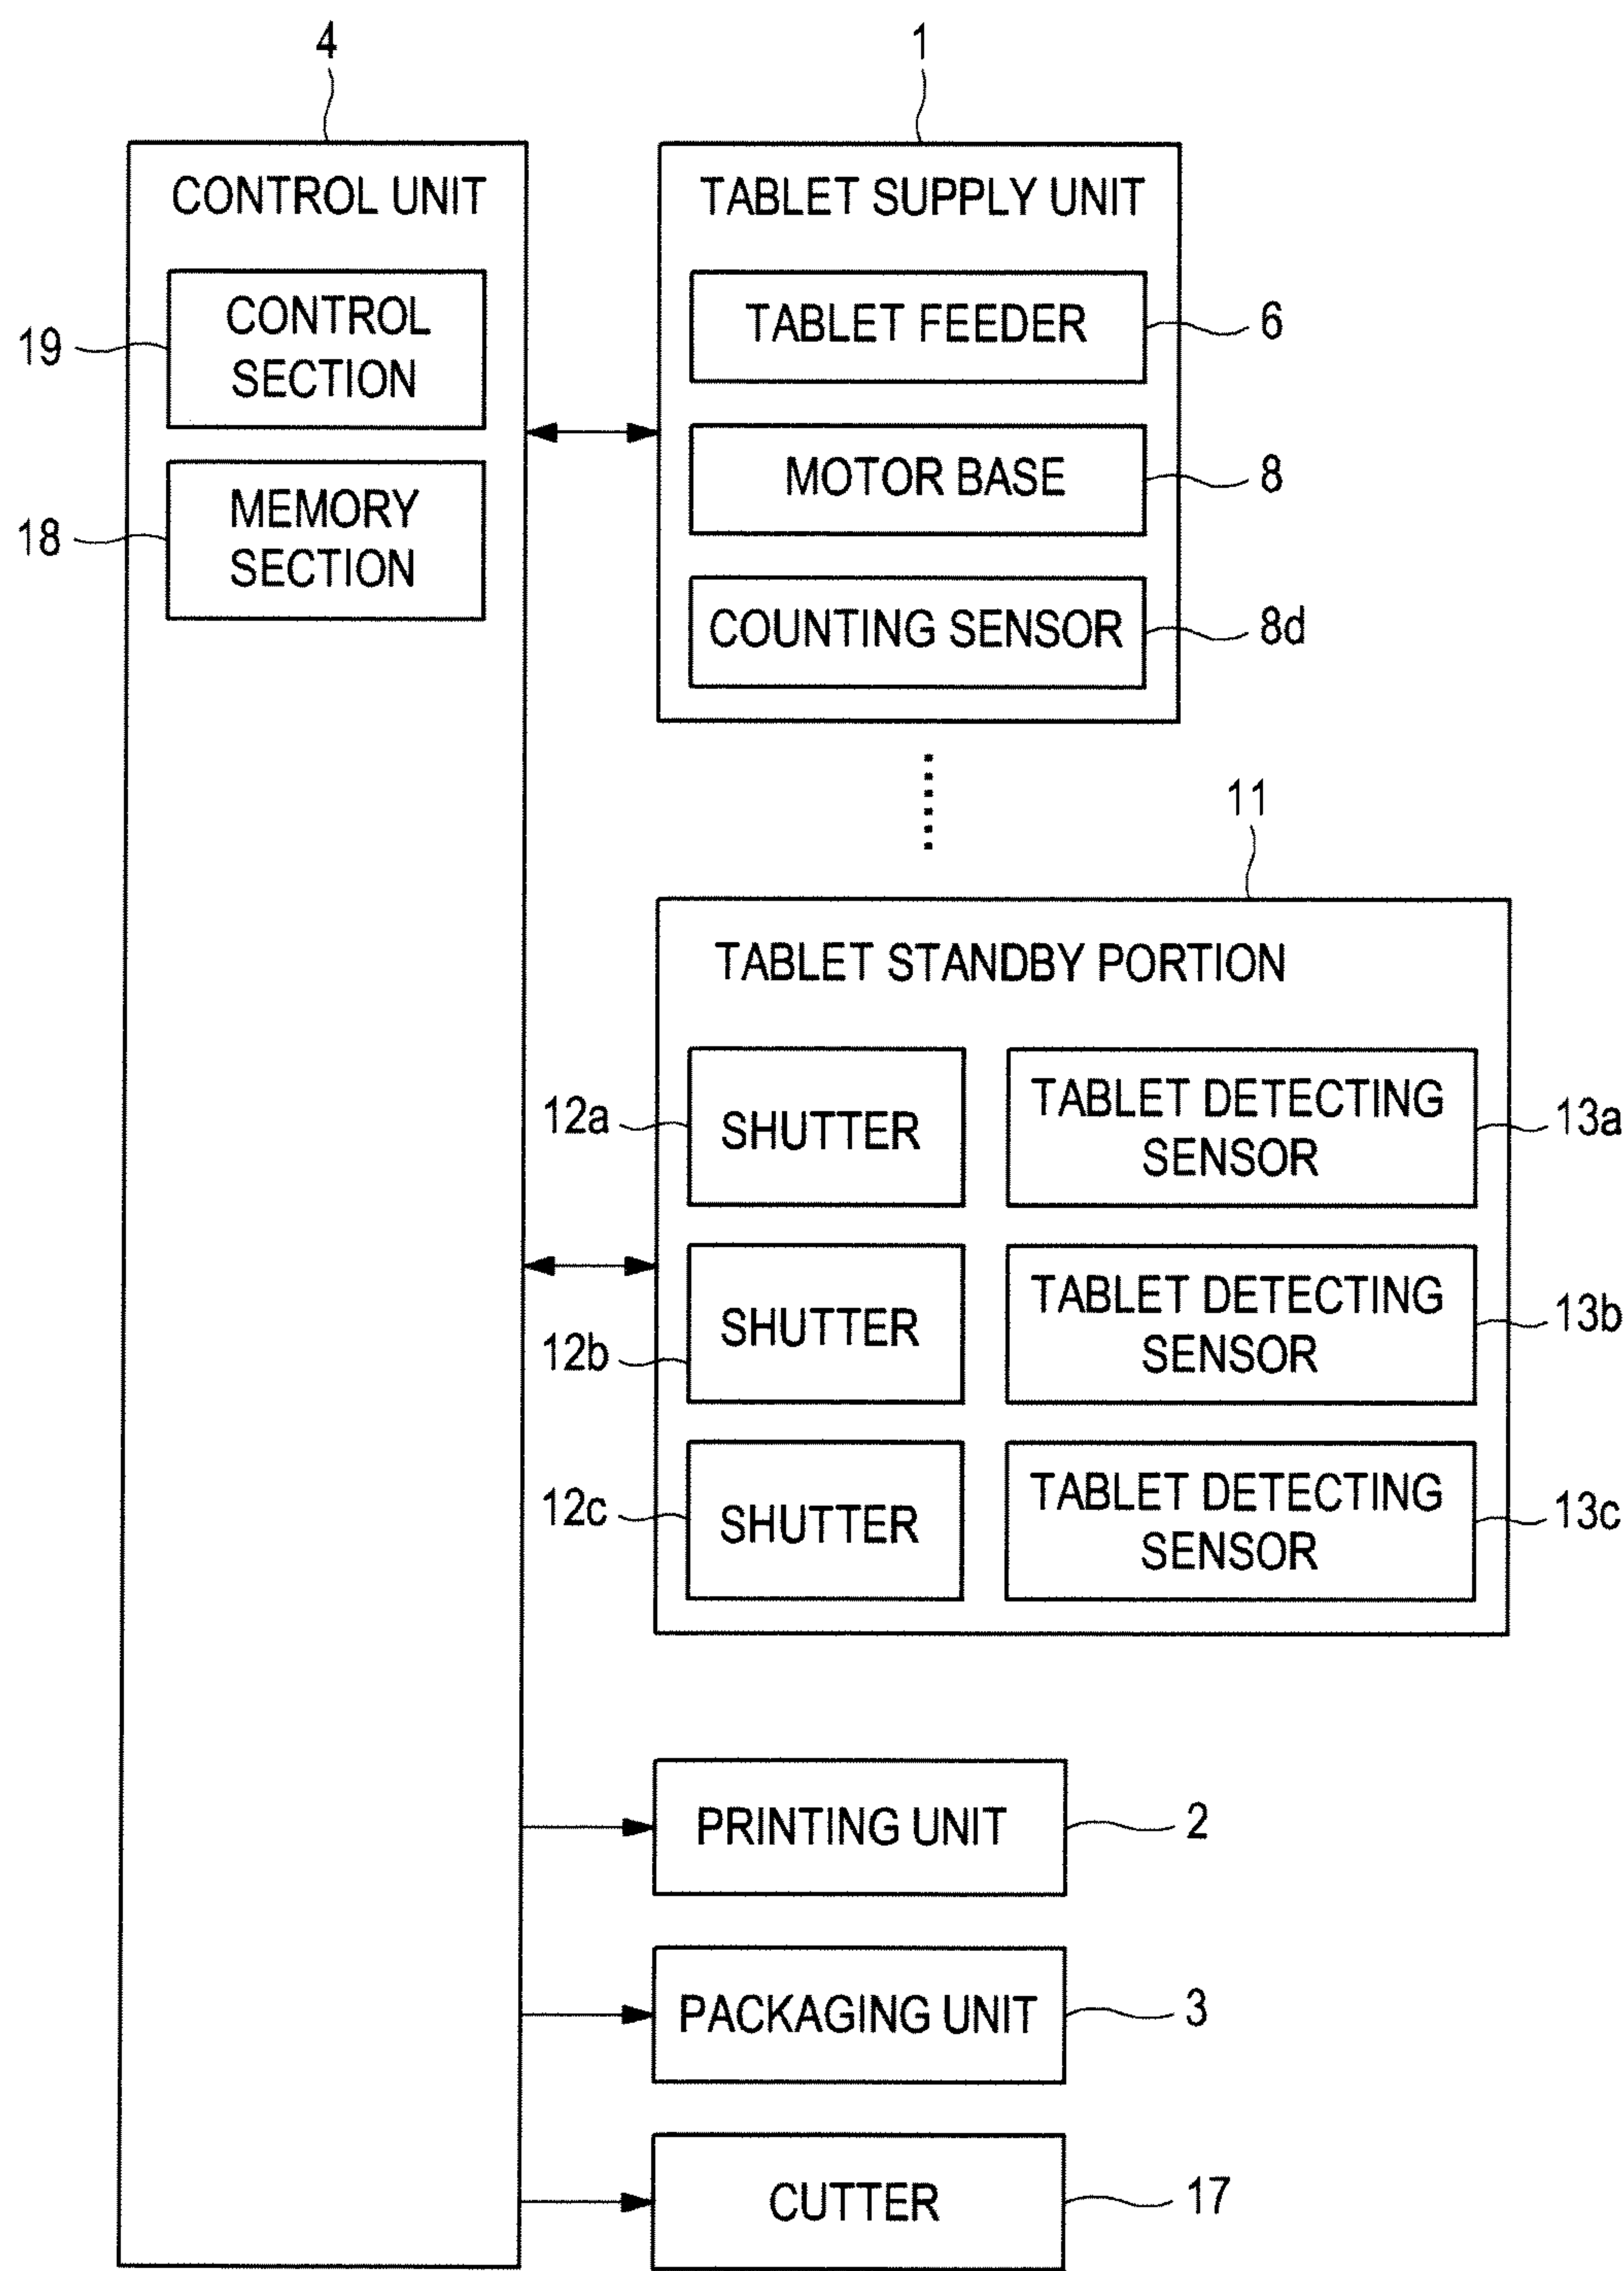 4
1
CONTROL UNIT
TABLET SUPPLY UNIT
19
CONTROL
SECTION
TABLET FEEDER
6
18
MEMORY
SECTION
MOTOR BASE
8
COUNTING SENSOR
8d
11
TABLET STANDBY PORTION
12a
SHUTTER
TABLET DETECTING
SENSOR
13a
12b
SHUTTER
TABLET DETECTING
SENSOR
13b
12c
SHUTTER
TABLET DETECTING
SENSOR
13c
PRINTING UNIT
2
PACKAGING UNIT
3
CUTTER
17